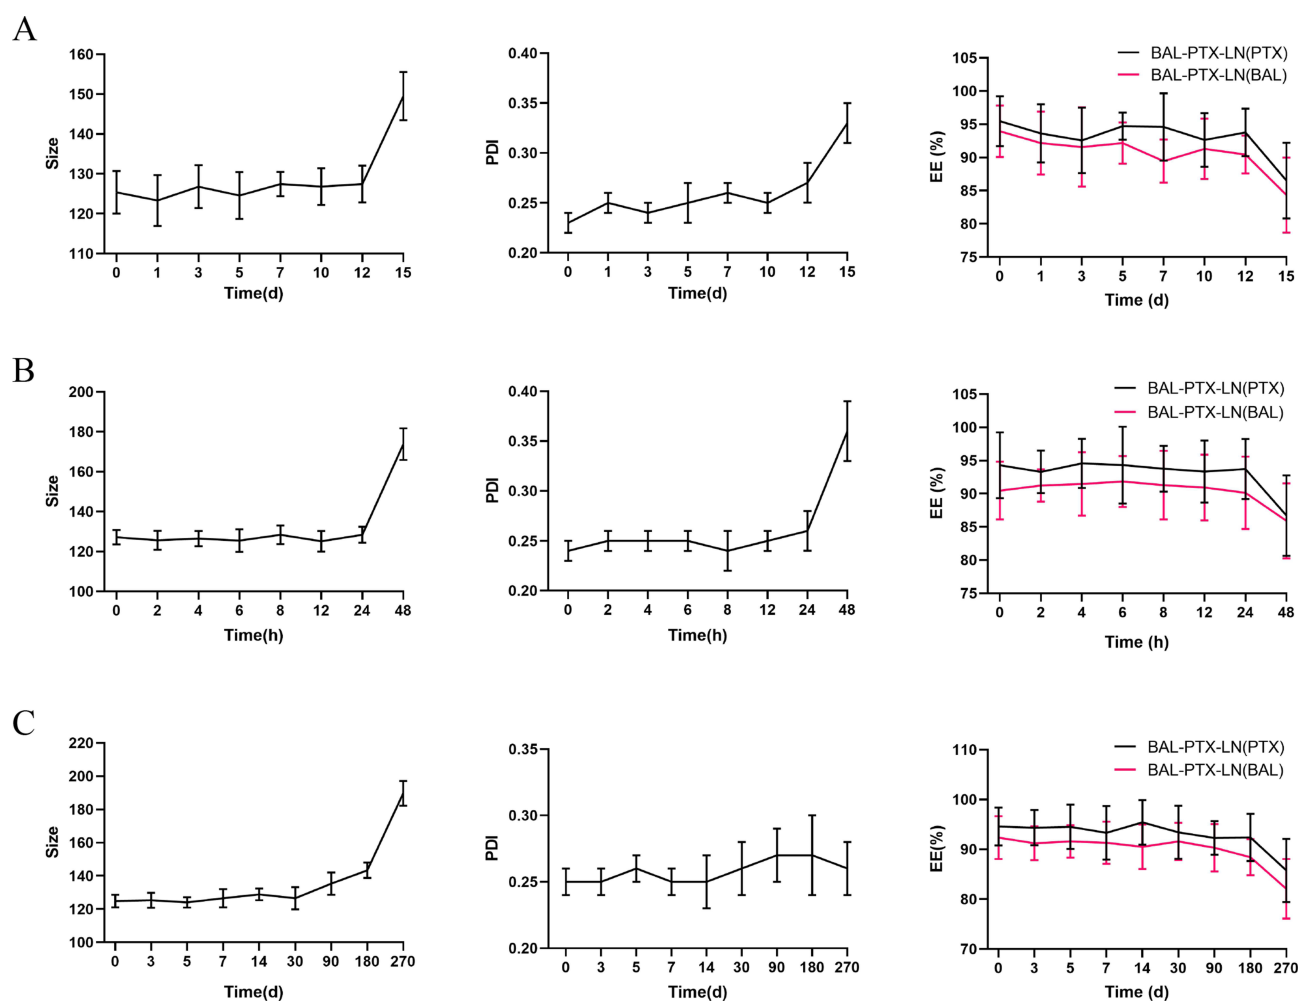 A
160
150
140
130
120
110
Size
0 1 3 5 7 10 12 15
Time(d)
0.40
0.35
0.30
0.25
0.20
PDI
0 1 3 5 7 10 12 15
Time(d)
BAL-PTX-LN(PTX)
BAL-PTX-LN(BAL)
105
100
95
90
85
80
75
EE (%)
0 1 3 5 7 10 12 15
Time (d)
B
200
180
160
140
120
100
Size
0 2 4 6 8 12 24 48
Time(h)
0.40
0.35
0.30
0.25
0.20
PDI
0 2 4 6 8 12 24 48
Time(h)
BAL-PTX-LN(PTX)
BAL-PTX-LN(BAL)
105
100
95
90
85
80
75
EE (%)
0 2 4 6 8 12 24 48
Time (h)
C
220
200
180
160
140
120
100
Size
0 3 5 7 14 30 90 180 270
Time(d)
0.35
0.30
0.25
0.20
PDI
0 3 5 7 14 30 90 180 270
Time(d)
BAL-PTX-LN(PTX)
BAL-PTX-LN(BAL)
110
100
90
80
70
EE(%)
0 3 5 7 14 30 90 180 270
Time (d)